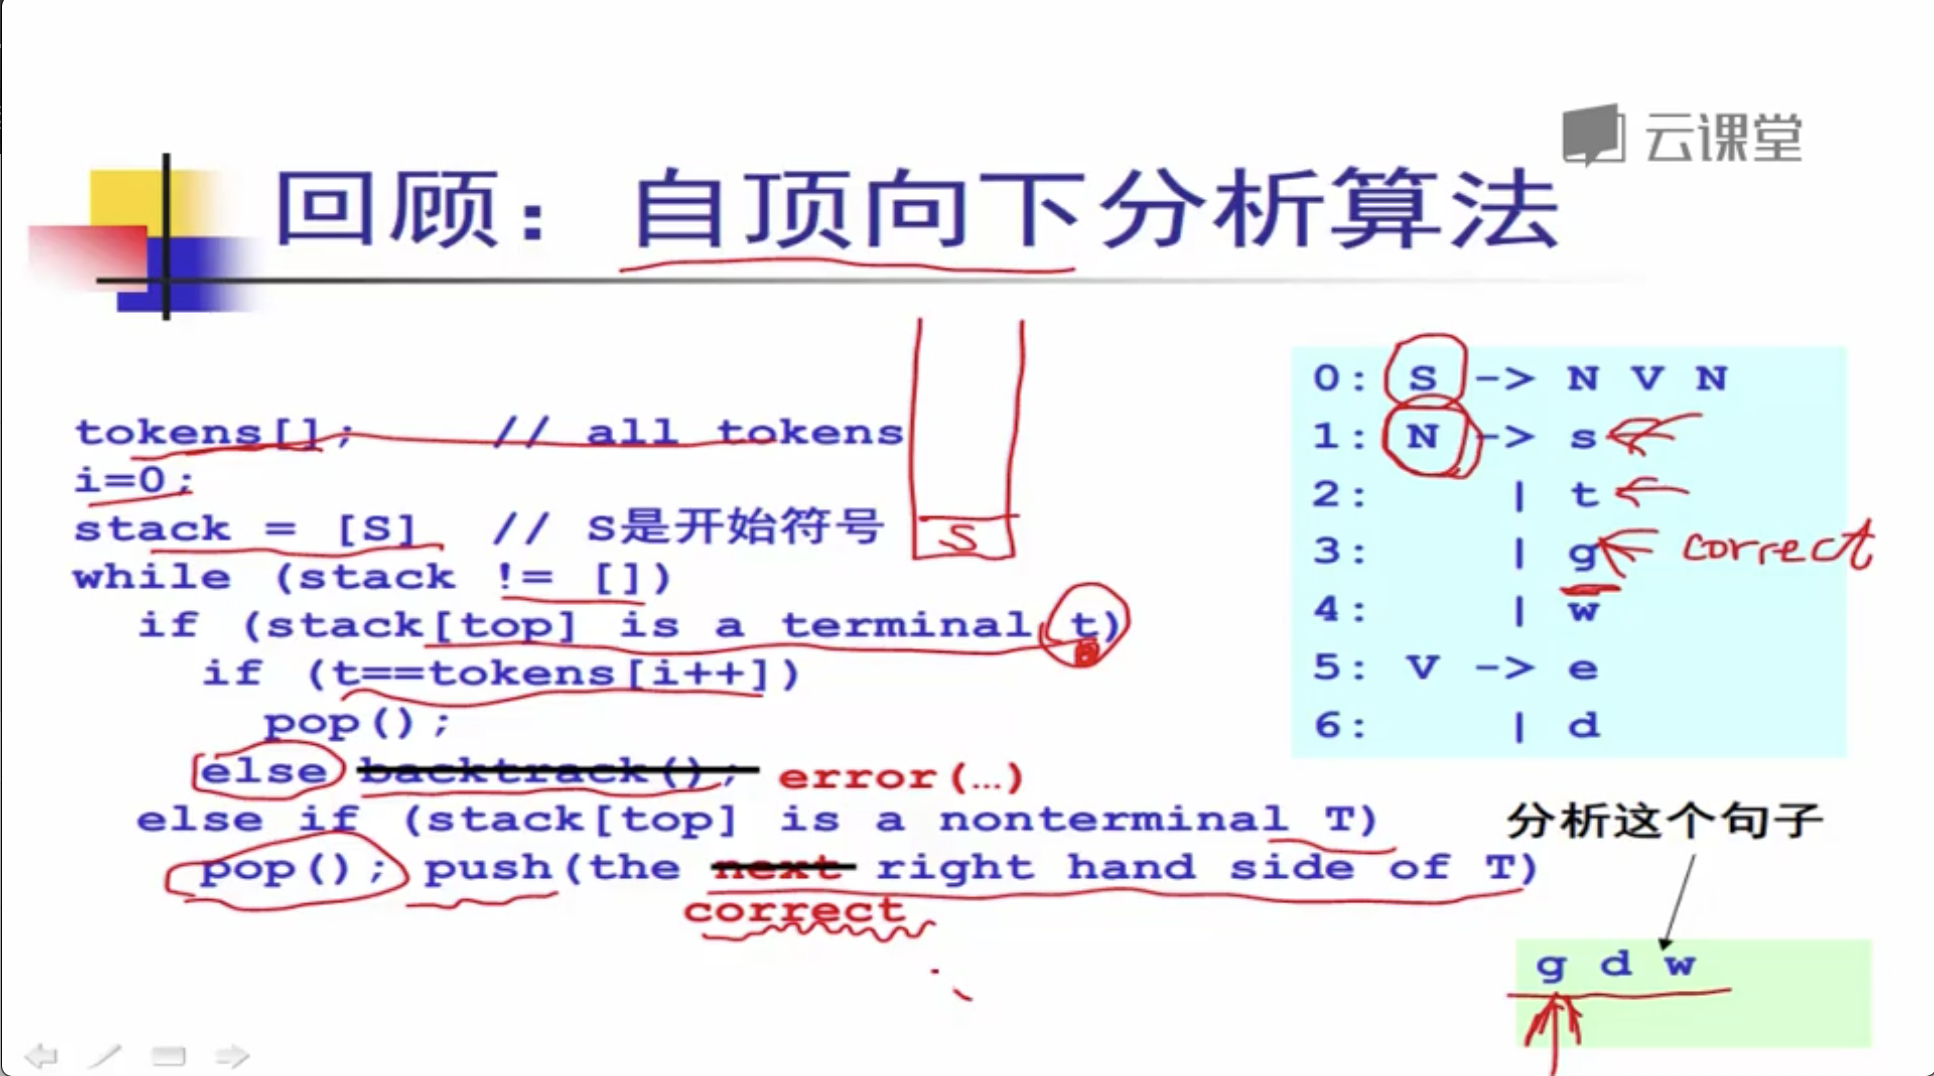 云课堂
回顾：自顶向下分析算法
tokens[]; // all tokens
i=0;
stack = [S] // S是开始符号
while (stack != [])
if (stack[top] is a terminal t)
if (t==tokens[i++])
pop();
else backtrack(); error(…)
else if (stack[top] is a nonterminal T)
pop(); push(the next right hand side of T)
correct
S
0: S -> N V N
1: N -> s
2: | t
3: | g correct
4: | w
5: V -> e
6: | d
分析这个句子
g d w